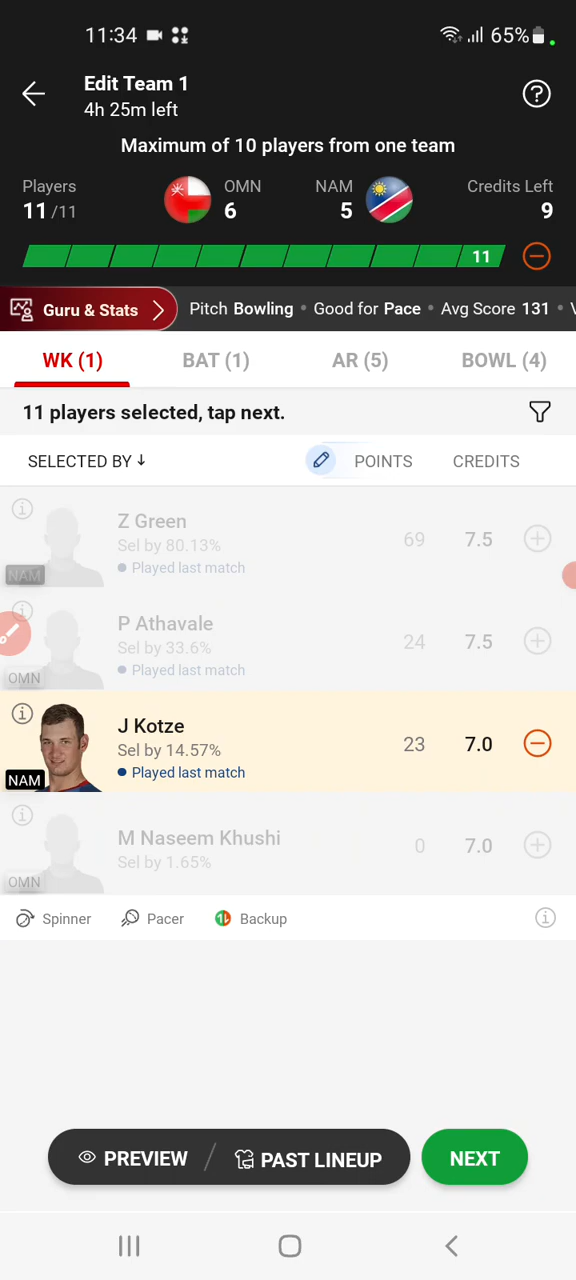 11:34 65%
Edit Team 1
4h 25m left
Maximum of 10 players from one team
Players OMN NAM Credits Left
11/11 6 5 9
11
Guru & Stats Pitch Bowling • Good for Pace • Avg Score 131 • V
WK (1) BAT (1) AR (5) BOWL (4)
11 players selected, tap next.
SELECTED BY ↓ POINTS CREDITS
Z Green
Sel by 80.13% 69 7.5
NAM • Played last match
P Athavale
Sel by 33.6% 24 7.5
OMN • Played last match
J Kotze
Sel by 14.57% 23 7.0
NAM • Played last match
M Naseem Khushi
Sel by 1.65% 0 7.0
OMN
Spinner Pacer Backup
PREVIEW / PAST LINEUP NEXT